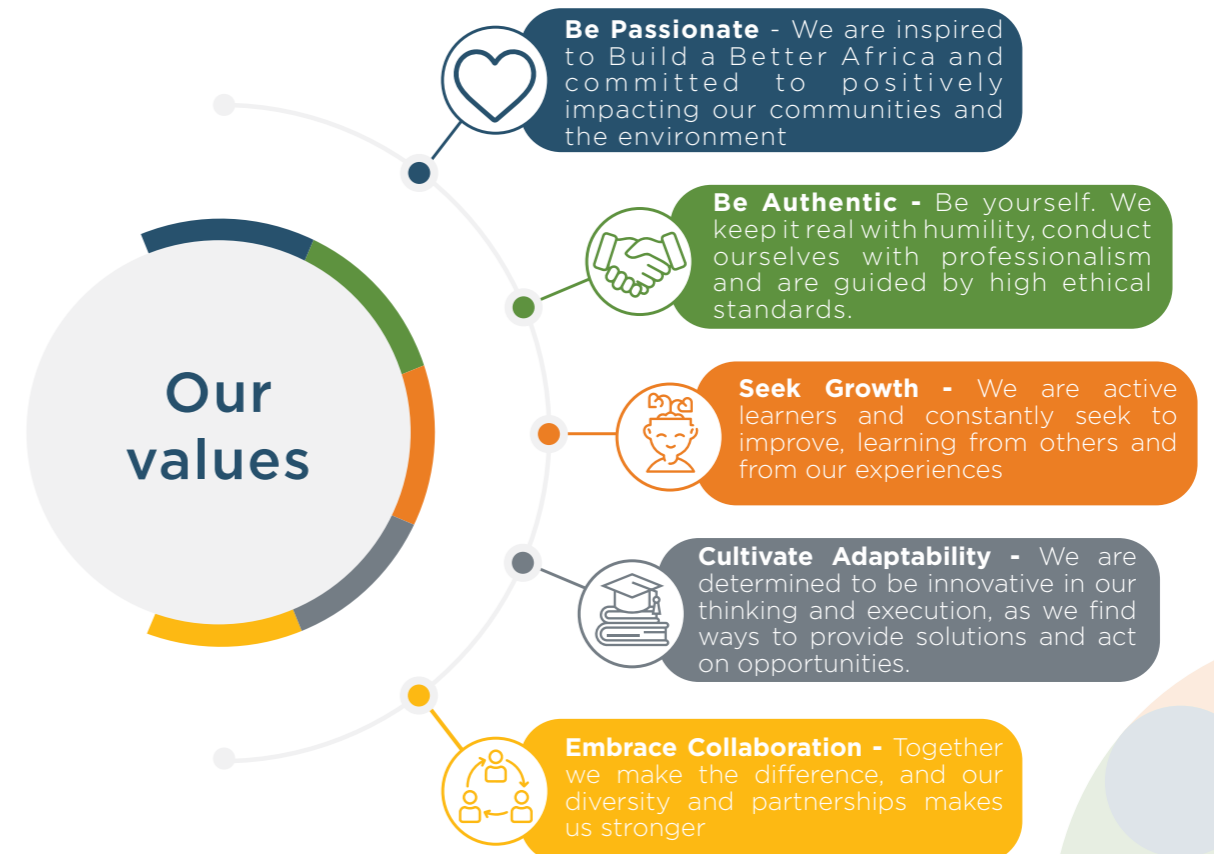 Our
values
Be Passionate - We are inspired
to Build a Better Africa and
committed to positively
impacting our communities and
the environment
Be Authentic - Be yourself. We
keep it real with humility, conduct
ourselves with professionalism
and are guided by high ethical
standards.
Seek Growth - We are active
learners and constantly seek to
improve, learning from others and
from our experiences
Cultivate Adaptability - We are
determined to be innovative in our
thinking and execution, as we find
ways to provide solutions and act
on opportunities.
Embrace Collaboration - Together
we make the difference, and our
diversity and partnerships makes
us stronger